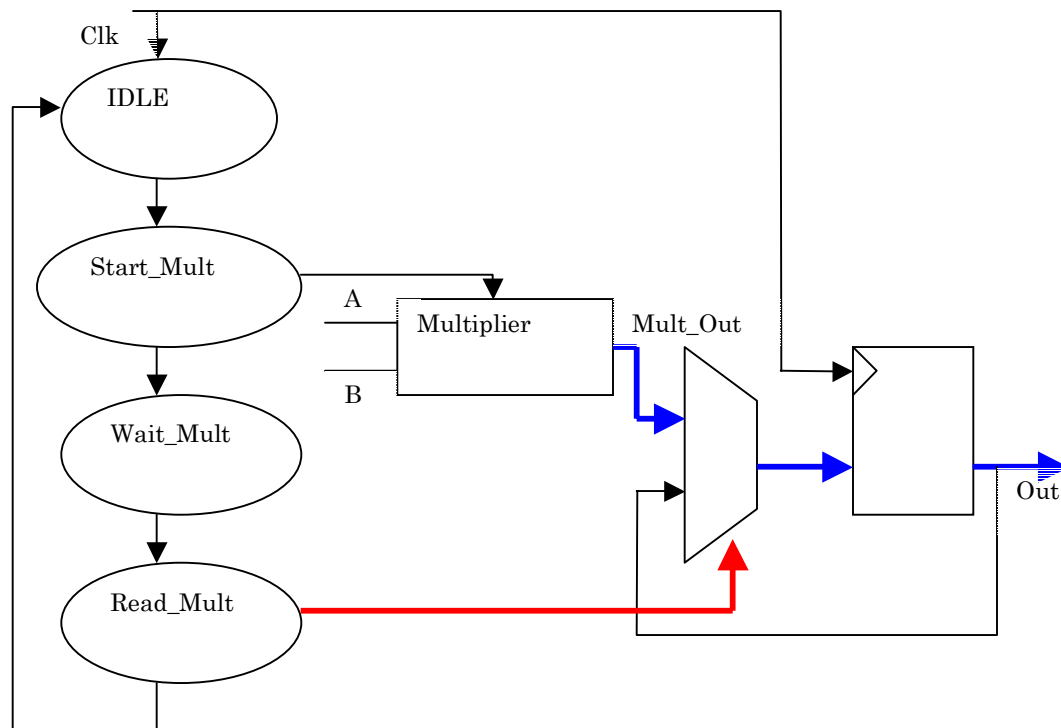 Clk
IDLE
Start_Mult
A
Multiplier
Mult_Out
B
Wait_Mult
Out
Read_Mult